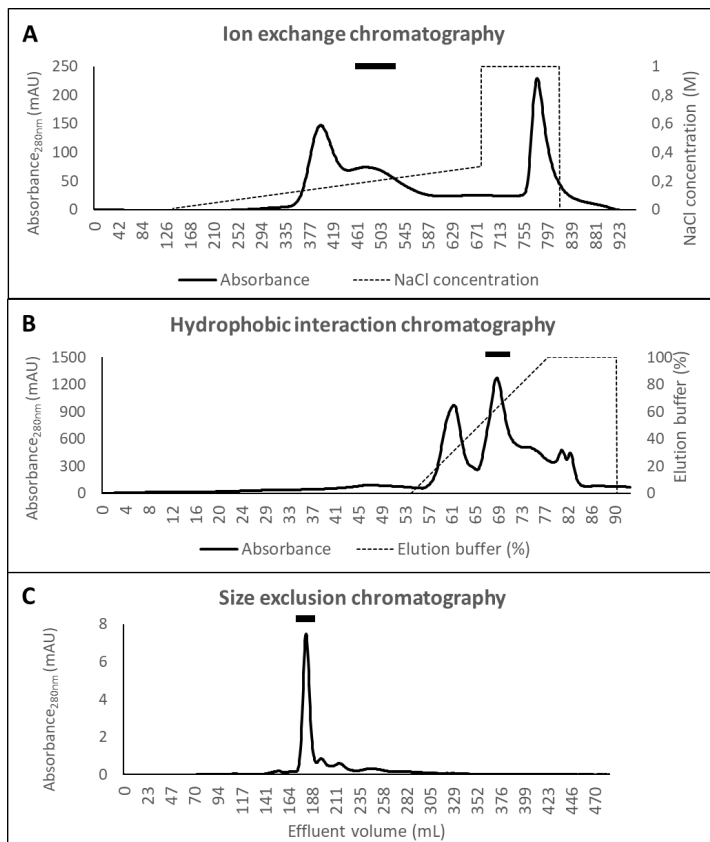 A
Ion exchange chromatography
Absorbance280nm (mAU)
250
200
150
100
50
0
1
0,8
0,6
0,4
0,2
0
NaCl concentration (M)
0 42 84 126 168 210 252 294 335 377 419 461 503 545 587 629 671 713 755 797 839 881 923
Absorbance NaCl concentration
B
Hydrophobic interaction chromatography
Absorbance280nm (mAU)
1500
1200
900
600
300
0
100
80
60
40
20
0
Elution buffer (%)
0 4 8 12 16 20 24 29 33 37 41 45 49 53 57 61 65 69 73 78 82 86 90
Absorbance Elution buffer (%)
C
Size exclusion chromatography
Absorbance280nm (mAU)
8
6
4
2
0
0 23 47 70 94 117 141 164 188 211 235 258 282 305 329 352 376 399 423 446 470
Effluent volume (mL)